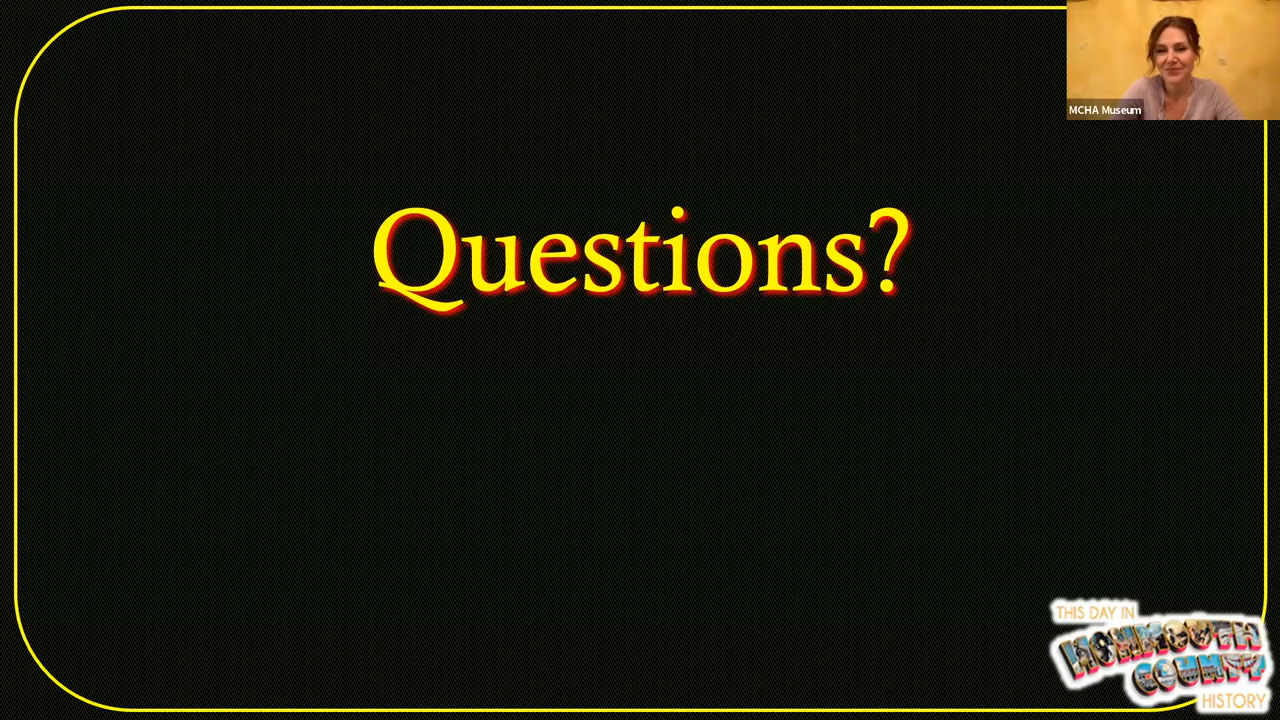 MCHA Museum
Questions?
THIS DAY IN
MONMOUTH
COUNTY
HISTORY